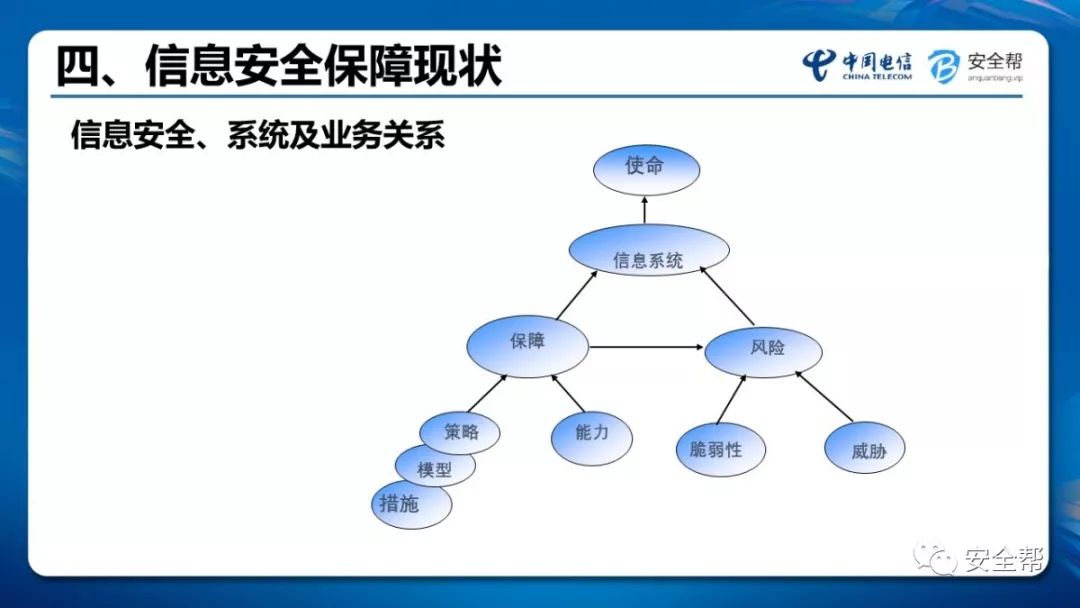 四、信息安全保障现状
中国电信
CHINA TELECOM
安全帮
anquanbang.vip
信息安全、系统及业务关系
使命
信息系统
保障
风险
策略
能力
脆弱性
威胁
模型
措施
安全帮